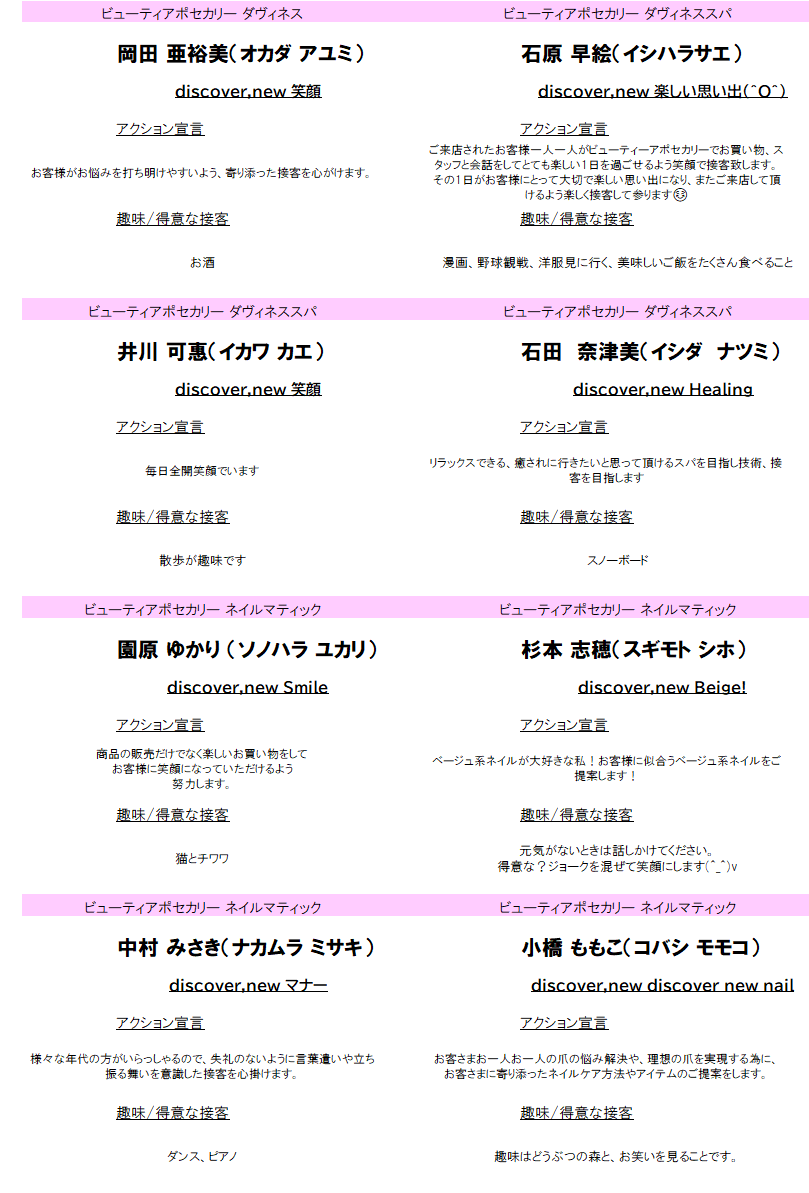 ビューティアポセカリー ダヴィネス
岡田 亜裕美(オカダ アユミ)
discover,new 笑顔
アクション宣言
お客様がお悩みを打ち明けやすいよう、寄り添った接客を心がけます。
趣味/得意な接客
お酒
ビューティアポセカリー ダヴィネススパ
石原 早絵(イシハラサエ)
discover,new 楽しい思い出(^O^)
アクション宣言
ご来店されたお客様一人一人がビューティーアポセカリーでお買い物、ス
タッフと会話をしてとても楽しい1日を過ごせるよう笑顔で接客致します。
その1日がお客様にとって大切で楽しい思い出になり、またご来店して頂
けるよう楽しく接客して参ります😆
趣味/得意な接客
漫画、野球観戦、洋服見に行く、美味しいご飯をたくさん食べること
ビューティアポセカリー ダヴィネススパ
井川 可惠(イカワ カエ)
discover,new 笑顔
アクション宣言
毎日全開笑顔でいます
趣味/得意な接客
散歩が趣味です
ビューティアポセカリー ダヴィネススパ
石田　奈津美(イシダ　ナツミ)
discover,new Healing
アクション宣言
リラックスできる、癒されに行きたいと思って頂けるスパを目指し技術、接
客を目指します
趣味/得意な接客
スノーボード
ビューティアポセカリー ネイルマティック
園原 ゆかり(ソノハラ ユカリ)
discover,new Smile
アクション宣言
商品の販売だけでなく楽しいお買い物をして
お客様に笑顔になっていただけるよう
努力します。
趣味/得意な接客
猫とチワワ
ビューティアポセカリー ネイルマティック
杉本 志穂(スギモト シホ)
discover,new Beige!
アクション宣言
ベージュ系ネイルが大好きな私！お客様に似合うベージュ系ネイルをご
提案します！
趣味/得意な接客
元気がないときは話しかけてください。
得意な？ジョークを混ぜて笑顔にします(^_^)v
ビューティアポセカリー ネイルマティック
中村 みさき(ナカムラ ミサキ)
discover,new マナー
アクション宣言
様々な年代の方がいらっしゃるので、失礼のないように言葉遣いや立ち
振る舞いを意識した接客を心掛けます。
趣味/得意な接客
ダンス、ピアノ
ビューティアポセカリー ネイルマティック
小橋 ももこ(コバシ モモコ)
discover,new discover new nail
アクション宣言
お客さまお一人お一人の爪の悩み解決や、理想の爪を実現する為に、
お客さまに寄り添ったネイルケア方法やアイテムのご提案をします。
趣味/得意な接客
趣味はどうぶつの森と、お笑いを見ることです。